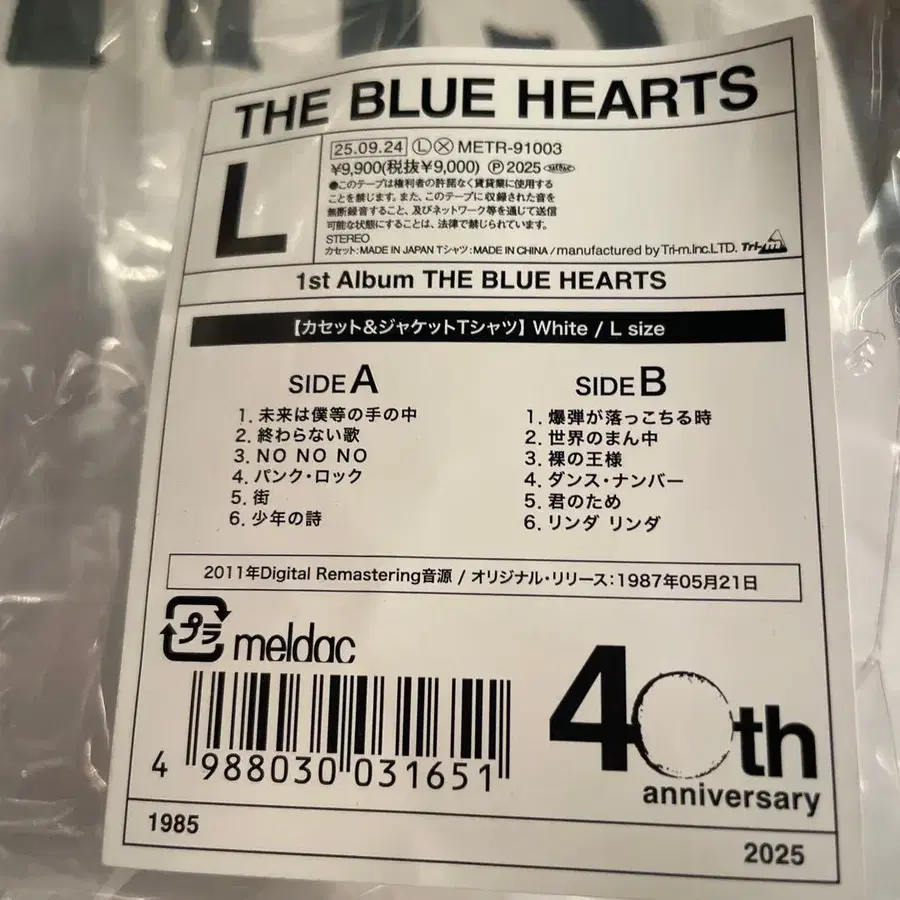 THE BLUE HEARTS
L
25.09.24 Ⓛ Ⓧ METR-91003
¥9,900(税抜¥9,000) Ⓟ2025 MELDAC
●このテープは権利者の許諾なく賃貸業に使用する
ことを禁じます。また、このテープに収録された音を
無断録音すること、及びネットワーク等を通じて送信
可能な状態にすることは、法律で禁じられています。
STEREO
カセット:MADE IN JAPAN Tシャツ:MADE IN CHINA / manufactured by Tri-m.Inc.LTD. Tri-m
1st Album THE BLUE HEARTS
【カセット&ジャケットTシャツ】 White / L size
SIDE A
1. 未来は僕等の手の中
2. 終わらない歌
3. NO NO NO
4. パンク・ロック
5. 街
6. 少年の詩
SIDE B
1. 爆弾が落っこちる時
2. 世界のまん中
3. 裸の王様
4. ダンス・ナンバー
5. 君のため
6. リンダ リンダ
2011年Digital Remastering音源 / オリジナル・リリース:1987年05月21日
プラ meldac
4 988030 031651
40th
anniversary
1985
2025